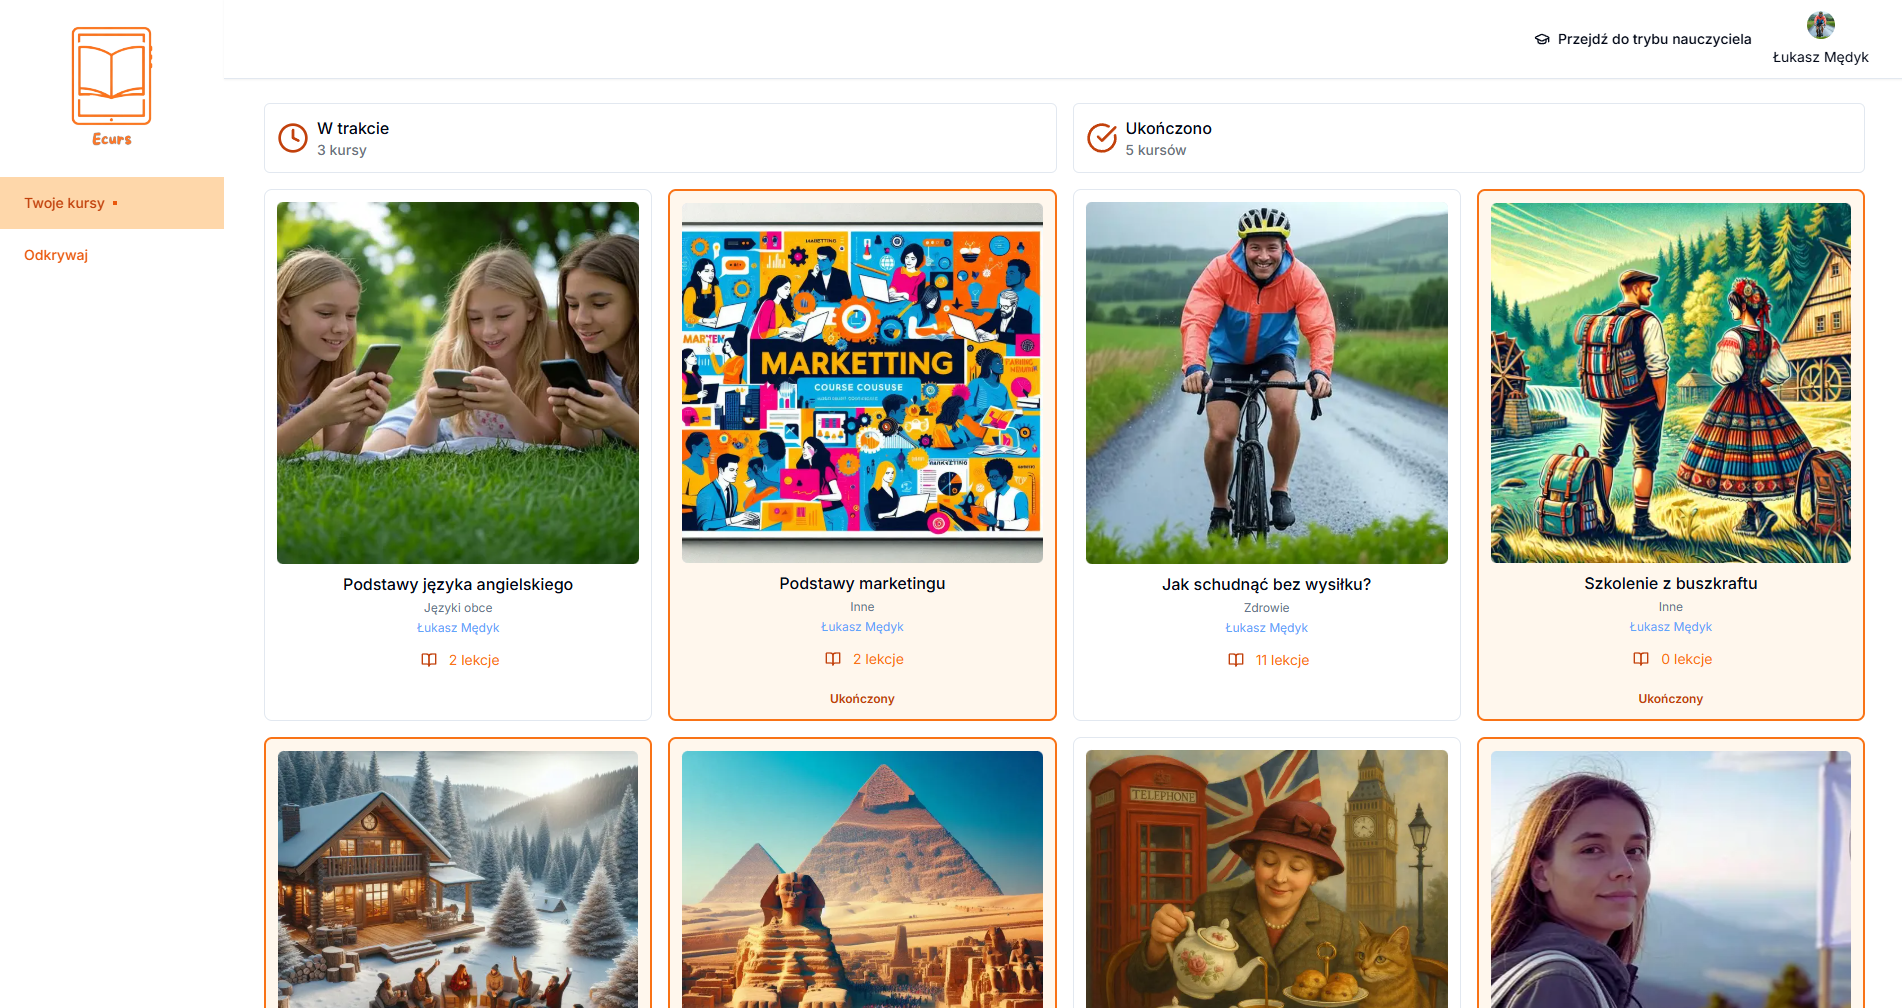 Ecurs
Twoje kursy
Odkrywaj
Przejdź do trybu nauczyciela
Łukasz Mędyk
W trakcie
3 kursy
Ukończono
5 kursów
MARKETTING
COURSE COUSUSE
Podstawy języka angielskiego
Języki obce
Łukasz Mędyk
2 lekcje
Podstawy marketingu
Inne
Łukasz Mędyk
2 lekcje
Ukończony
Jak schudnąć bez wysiłku?
Zdrowie
Łukasz Mędyk
11 lekcje
Szkolenie z buszkraftu
Inne
Łukasz Mędyk
0 lekcje
Ukończony
TELEPHONE